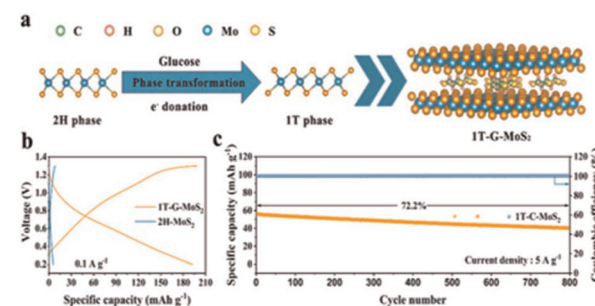 a
C H O Mo S
Glucose
Phase transformation
e- donation
2H phase
1T phase
1T-G-MoS₂
b
Voltage (V)
1.4
1.2
1.0
0.8
0.6
0.4
0.2
1T-G-MoS₂
2H-MoS₂
0.1 A g⁻¹
0 30 60 90 120 150 180 210
Specific capacity (mAh g⁻¹)
c
Specific capacity (mAh g⁻¹)
120
100
80
60
40
20
0
72.2%
1T-C-MoS₂
Current density : 5 A g⁻¹
0 100 200 300 400 500 600 700 800
Cycle number
120
100
80
60
40
20
0
Coulombic efficiency (%)